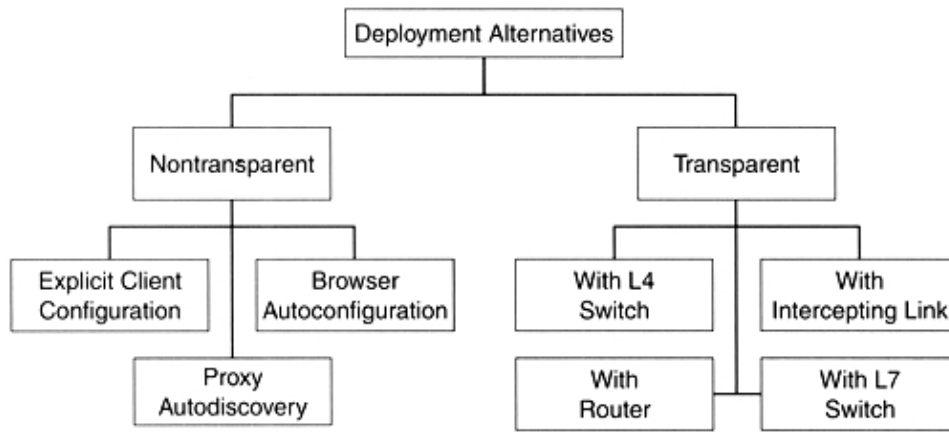 Deployment Alternatives
Nontransparent
Transparent
Explicit Client
Configuration
Browser
Autoconfiguration
Proxy
Autodiscovery
With L4
Switch
With
Intercepting Link
With
Router
With L7
Switch